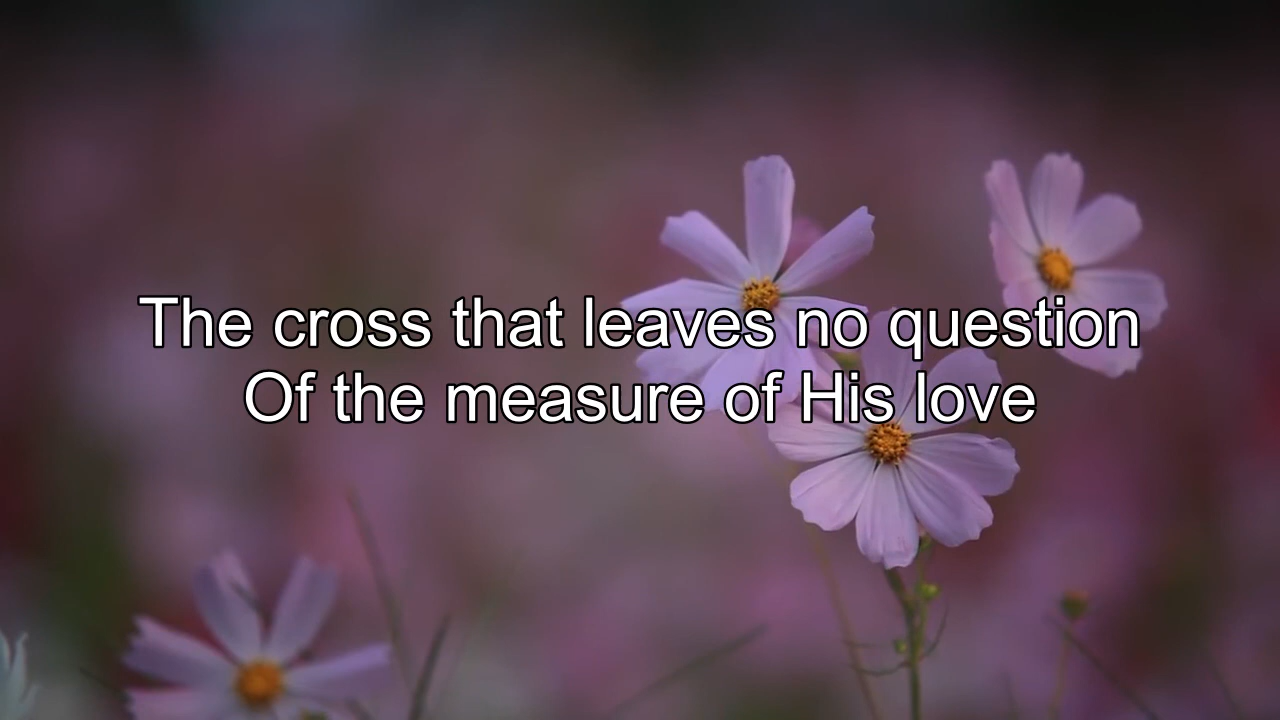 The cross that leaves no question
Of the measure of His love